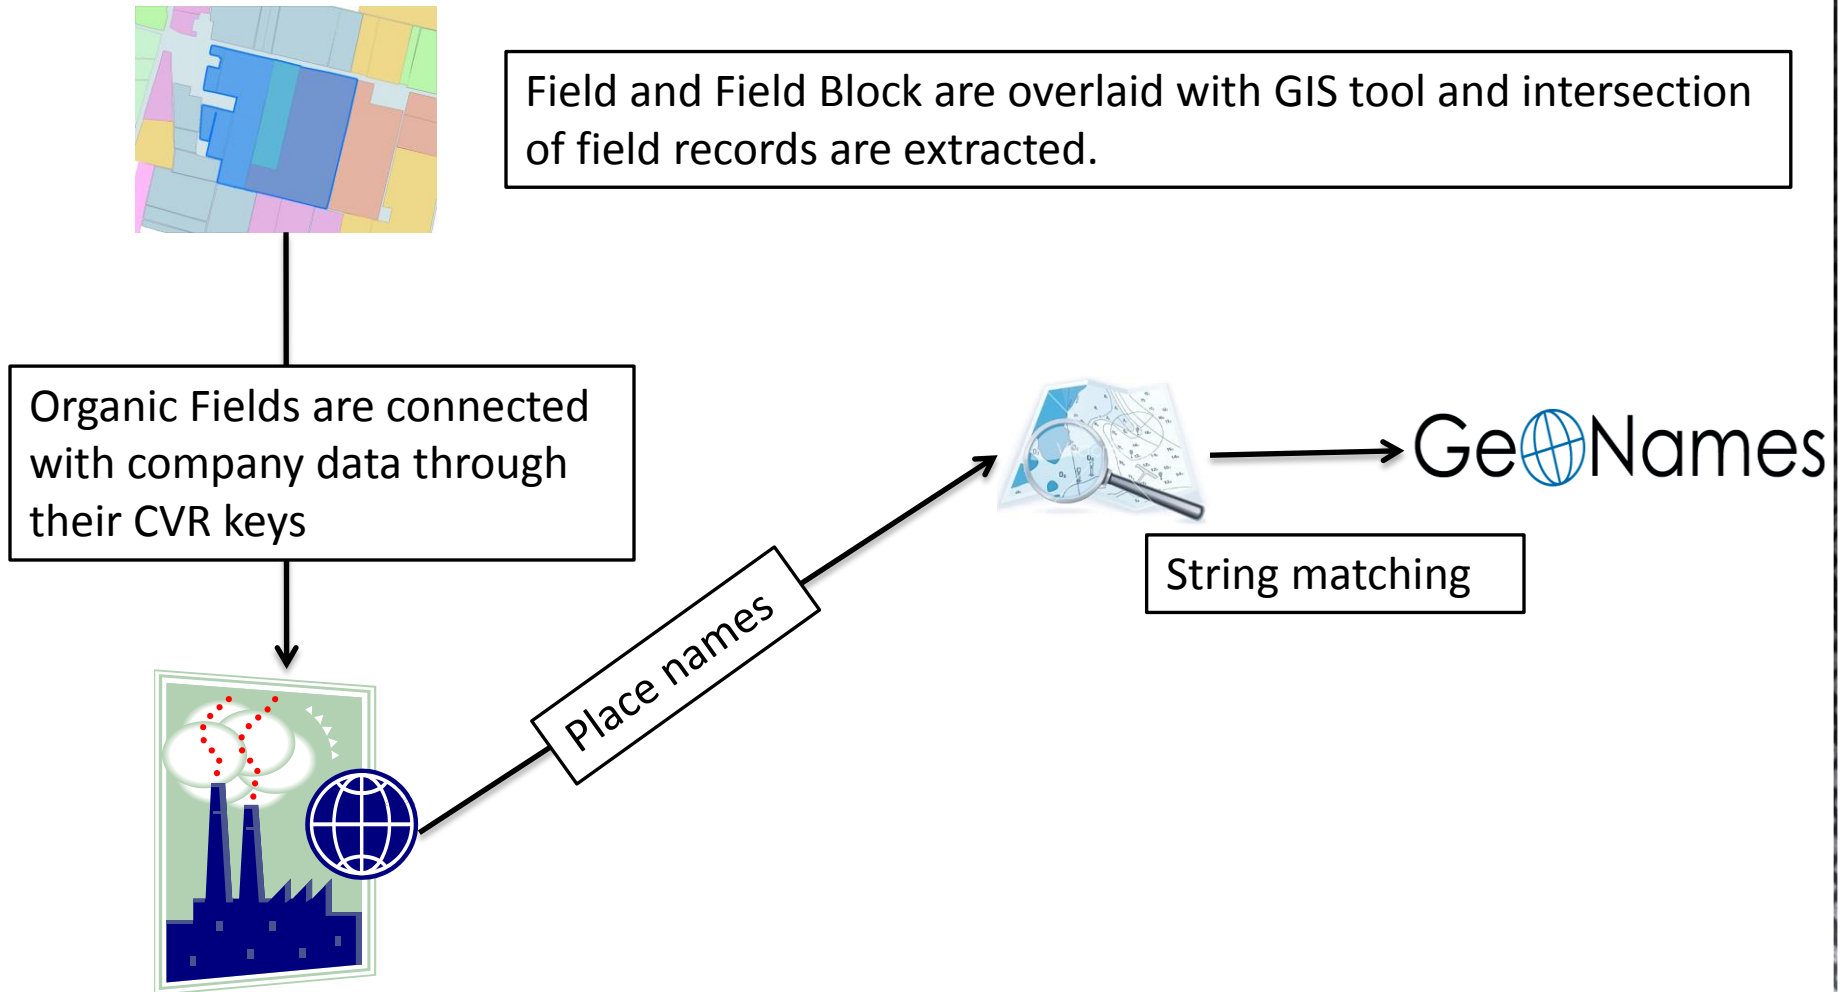 Field and Field Block are overlaid with GIS tool and intersection
of field records are extracted.
Organic Fields are connected
with company data through
their CVR keys
GeoNames
String matching
Place names